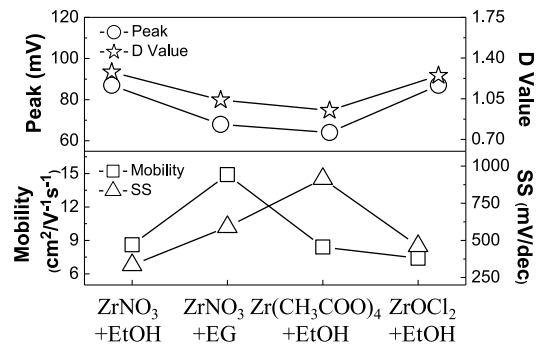 120
100
80
60
Peak (mV)
Peak
D Value
1.75
1.40
1.05
0.70
D Value
15
12
9
6
Mobility
(cm²/V⁻¹s⁻¹)
Mobility
SS
1000
750
500
250
SS (mV/dec)
ZrNO₃
+EtOH
ZrNO₃
+EG
Zr(CH₃COO)₄
+EtOH
ZrOCl₂
+EtOH